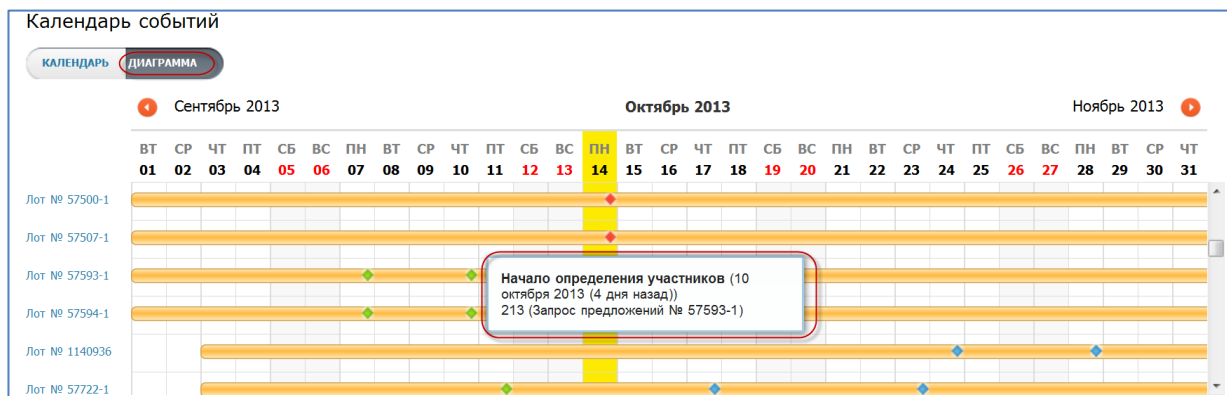 Календарь событий
КАЛЕНДАРЬ ДИАГРАММА
Сентябрь 2013 Октябрь 2013 Ноябрь 2013
ВТ СР ЧТ ПТ СБ ВС ПН ВТ СР ЧТ ПТ СБ ВС ПН ВТ СР ЧТ ПТ СБ ВС ПН ВТ СР ЧТ ПТ СБ ВС ПН ВТ СР ЧТ
01 02 03 04 05 06 07 08 09 10 11 12 13 14 15 16 17 18 19 20 21 22 23 24 25 26 27 28 29 30 31
Лот № 57500-1
Лот № 57507-1
Лот № 57593-1
Начало определения участников (10
октября 2013 (4 дня назад))
213 (Запрос предложений № 57593-1)
Лот № 57594-1
Лот № 1140936
Лот № 57722-1